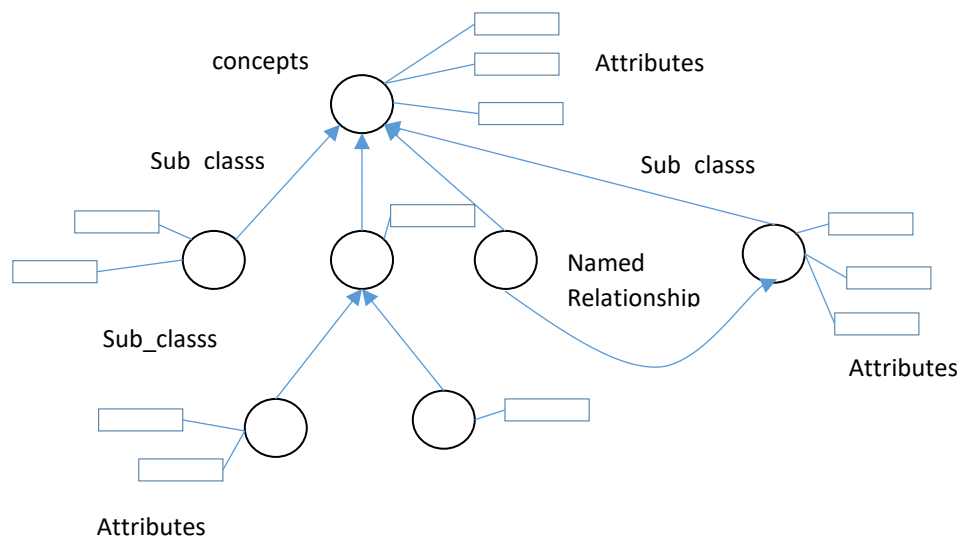 concepts
Attributes
Sub classs
Sub classs
Named
Relationship
Sub_classs
Attributes
Attributes